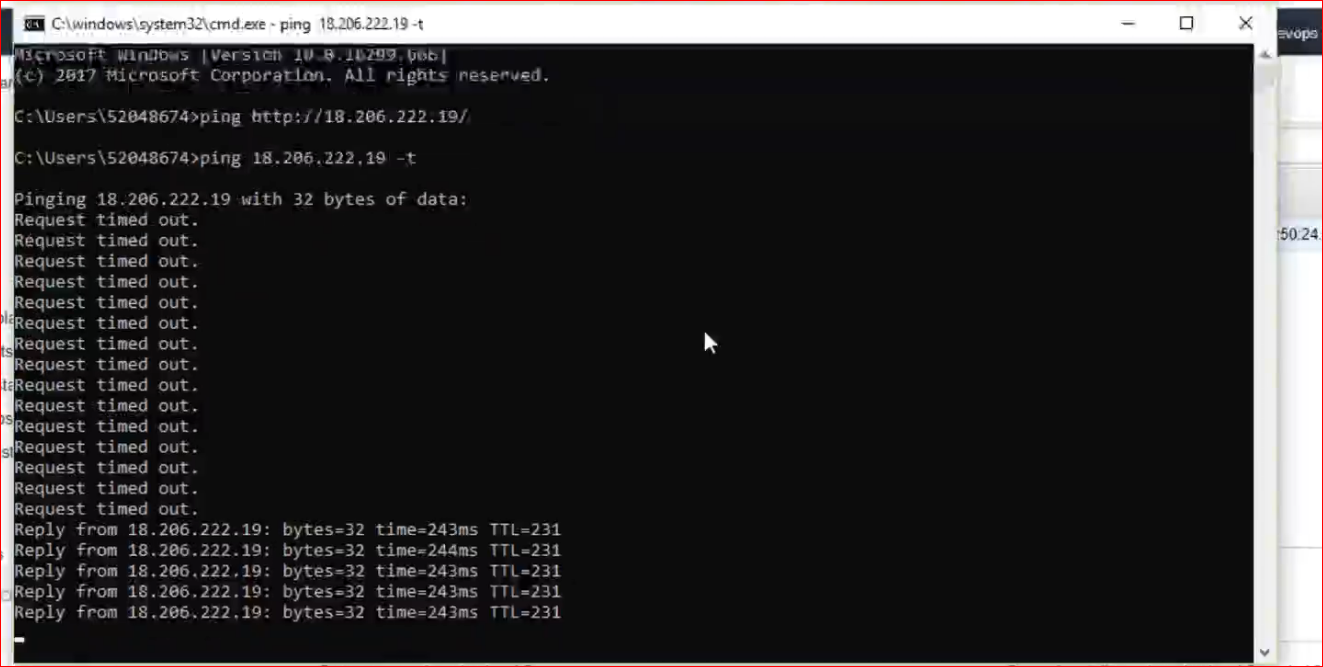 C:\windows\system32\cmd.exe - ping 18.206.222.19 -t
evops
Microsoft Windows [Version 10.0.16299.666]
(c) 2017 Microsoft Corporation. All rights reserved.
C:\Users\52048674>ping http://18.206.222.19/
C:\Users\52048674>ping 18.206.222.19 -t
Pinging 18.206.222.19 with 32 bytes of data:
Request timed out.
Request timed out.
:50:24.
Request timed out.
Request timed out.
Request timed out.
Request timed out.
Request timed out.
Request timed out.
Request timed out.
Request timed out.
Request timed out.
Request timed out.
Request timed out.
Request timed out.
Request timed out.
Reply from 18.206.222.19: bytes=32 time=243ms TTL=231
Reply from 18.206.222.19: bytes=32 time=244ms TTL=231
Reply from 18.206.222.19: bytes=32 time=243ms TTL=231
Reply from 18.206.222.19: bytes=32 time=243ms TTL=231
Reply from 18.206.222.19: bytes=32 time=243ms TTL=231